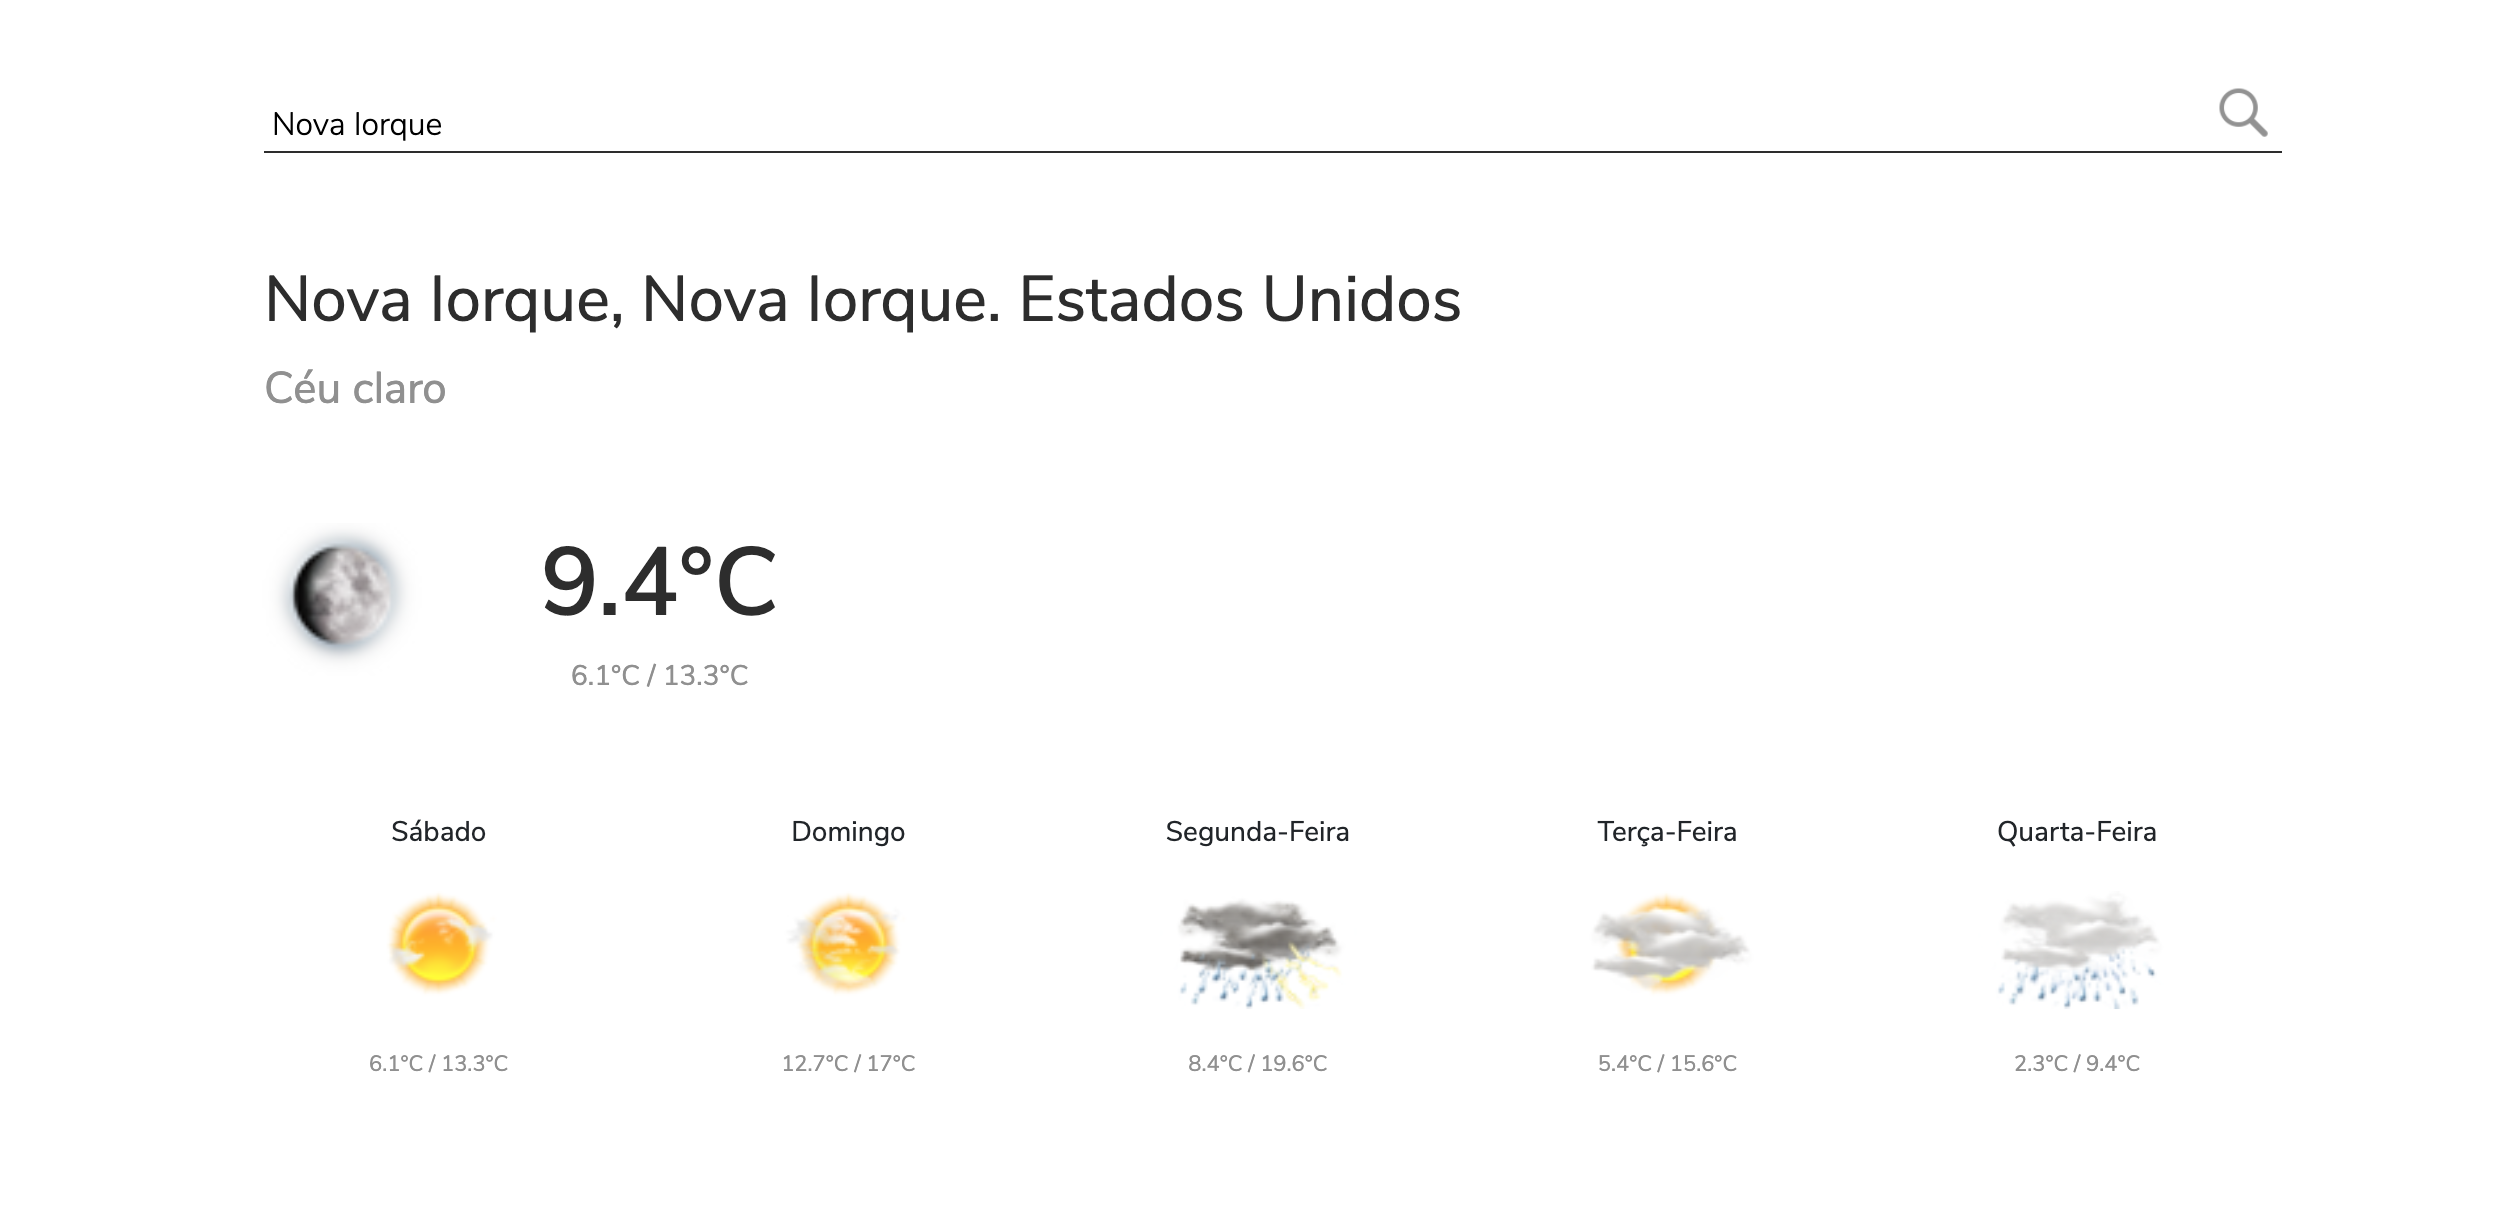 Nova Iorque
Nova Iorque, Nova Iorque. Estados Unidos
Céu claro
9.4°C
6.1°C / 13.3°C
Sábado Domingo Segunda-Feira Terça-Feira Quarta-Feira
6.1°C / 13.3°C 12.7°C / 17°C 8.4°C / 19.6°C 5.4°C / 15.6°C 2.3°C / 9.4°C